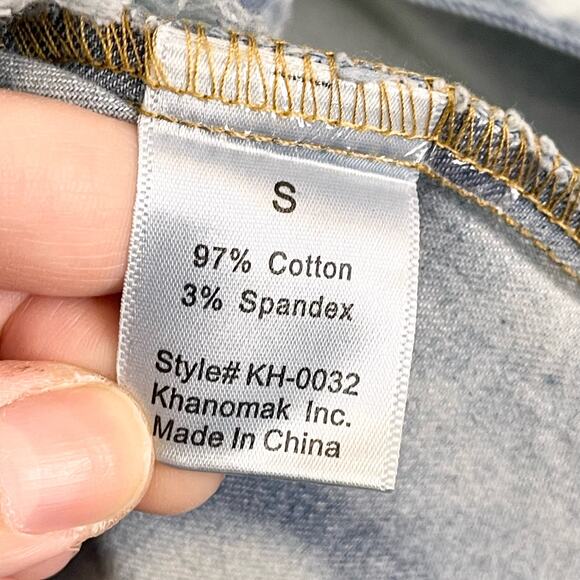 S
97% Cotton
3% Spandex
Style# KH-0032
Khanomak Inc.
Made In China